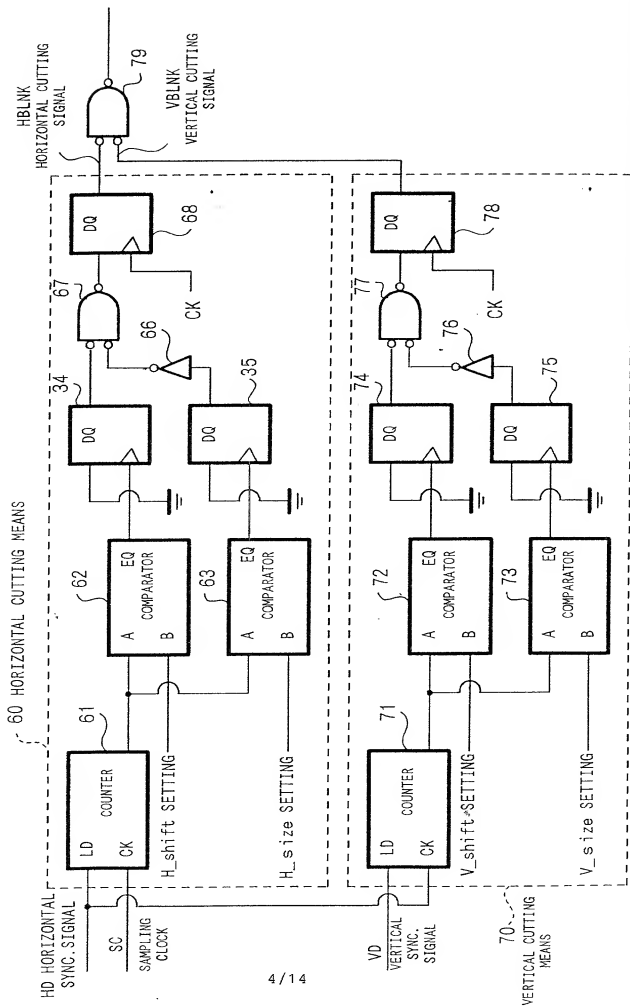 60 HORIZONTAL CUTTING MEANS
HD HORIZONTAL
SYNC. SIGNAL
SC
SAMPLING
CLOCK
LD
CK
COUNTER
61
H_shift SETTING
H_size SETTING
A
B
COMPARATOR
EQ
62
A
B
COMPARATOR
EQ
63
DQ
34
DQ
35
66
67
CK
DQ
68
HBLNK
HORIZONTAL CUTTING
SIGNAL
79
VBLNK
VERTICAL CUTTING
SIGNAL
VD
VERTICAL
SYNC.
SIGNAL
LD
CK
COUNTER
71
V_shift SETTING
V_size SETTING
A
B
COMPARATOR
EQ
72
A
B
COMPARATOR
EQ
73
DQ
74
DQ
75
76
77
CK
DQ
78
70
VERTICAL CUTTING
MEANS
4/14